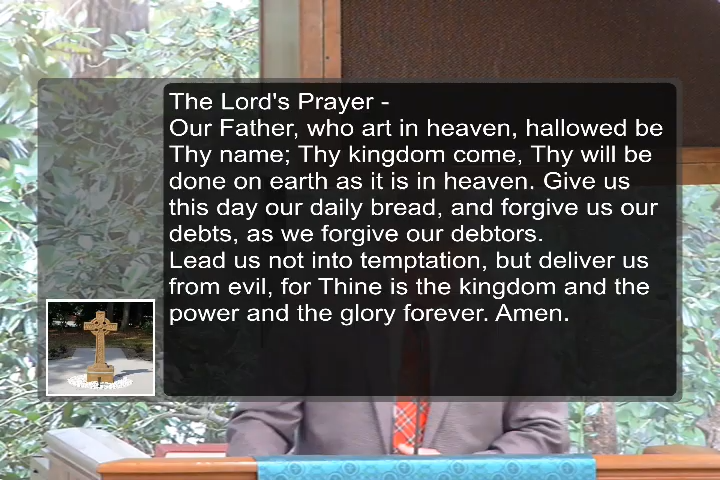 The Lord's Prayer -
Our Father, who art in heaven, hallowed be
Thy name; Thy kingdom come, Thy will be
done on earth as it is in heaven. Give us
this day our daily bread, and forgive us our
debts, as we forgive our debtors.
Lead us not into temptation, but deliver us
from evil, for Thine is the kingdom and the
power and the glory forever. Amen.